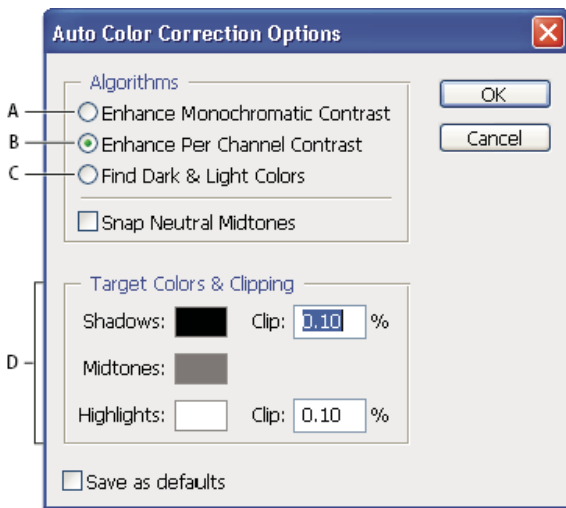 Auto Color Correction Options
Algorithms
A Enhance Monochromatic Contrast
B Enhance Per Channel Contrast
C Find Dark & Light Colors
Snap Neutral Midtones
OK
Cancel
D
Target Colors & Clipping
Shadows: Clip: 0.10 %
Midtones:
Highlights: Clip: 0.10 %
Save as defaults